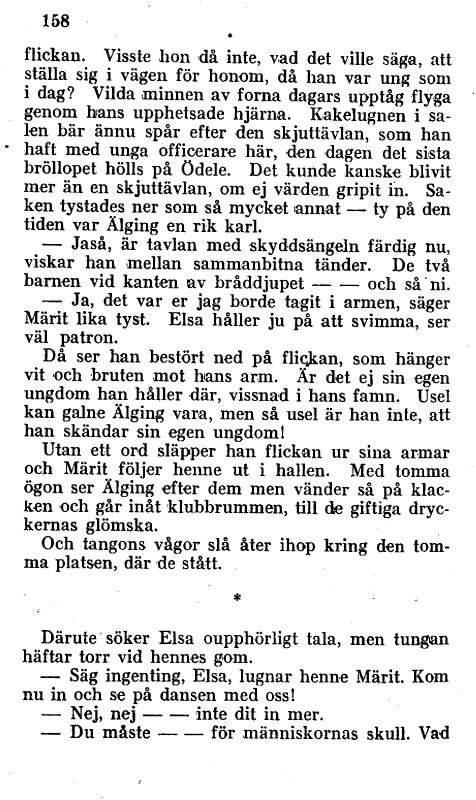 158
flickan. Visste hon då inte, vad det ville säga, att
ställa sig i vägen för honom, då han var ung som
i dag? Vilda minnen av forna dagars upptåg flyga
genom hans upphetsade hjärna. Kakelugnen i sa-
len bär ännu spår efter den skjuttävlan, som han
haft med unga officerare här, den dagen det sista
bröllopet hölls på Ödele. Det kunde kanske blivit
mer än en skjuttävlan, om ej värden gripit in. Sa-
ken tystades ner som så mycket annat — ty på den
tiden var Älging en rik karl.
— Jaså, är tavlan med skyddsängeln färdig nu,
viskar han mellan sammanbitna tänder. De två
barnen vid kanten av bråddjupet — — och så ni.
— Ja, det var er jag borde tagit i armen, säger
Märit lika tyst. Elsa håller ju på att svimma, ser
väl patron.
Då ser han bestört ned på flickan, som hänger
vit och bruten mot hans arm. Är det ej sin egen
ungdom han håller där, vissnad i hans famn. Usel
kan galne Älging vara, men så usel är han inte, att
han skändar sin egen ungdom!
Utan ett ord släpper han flickan ur sina armar
och Märit följer henne ut i hallen. Med tomma
ögon ser Älging efter dem men vänder så på klac-
ken och går inåt klubbrummen, till de giftiga dryc-
kernas glömska.
Och tangons vågor slå åter ihop kring den tom-
ma platsen, där de stått.
*
Därute söker Elsa oupphörligt tala, men tungan
häftar torr vid hennes gom.
— Säg ingenting, Elsa, lugnar henne Märit. Kom
nu in och se på dansen med oss!
— Nej, nej — — inte dit in mer.
— Du måste — — för människornas skull. Vad